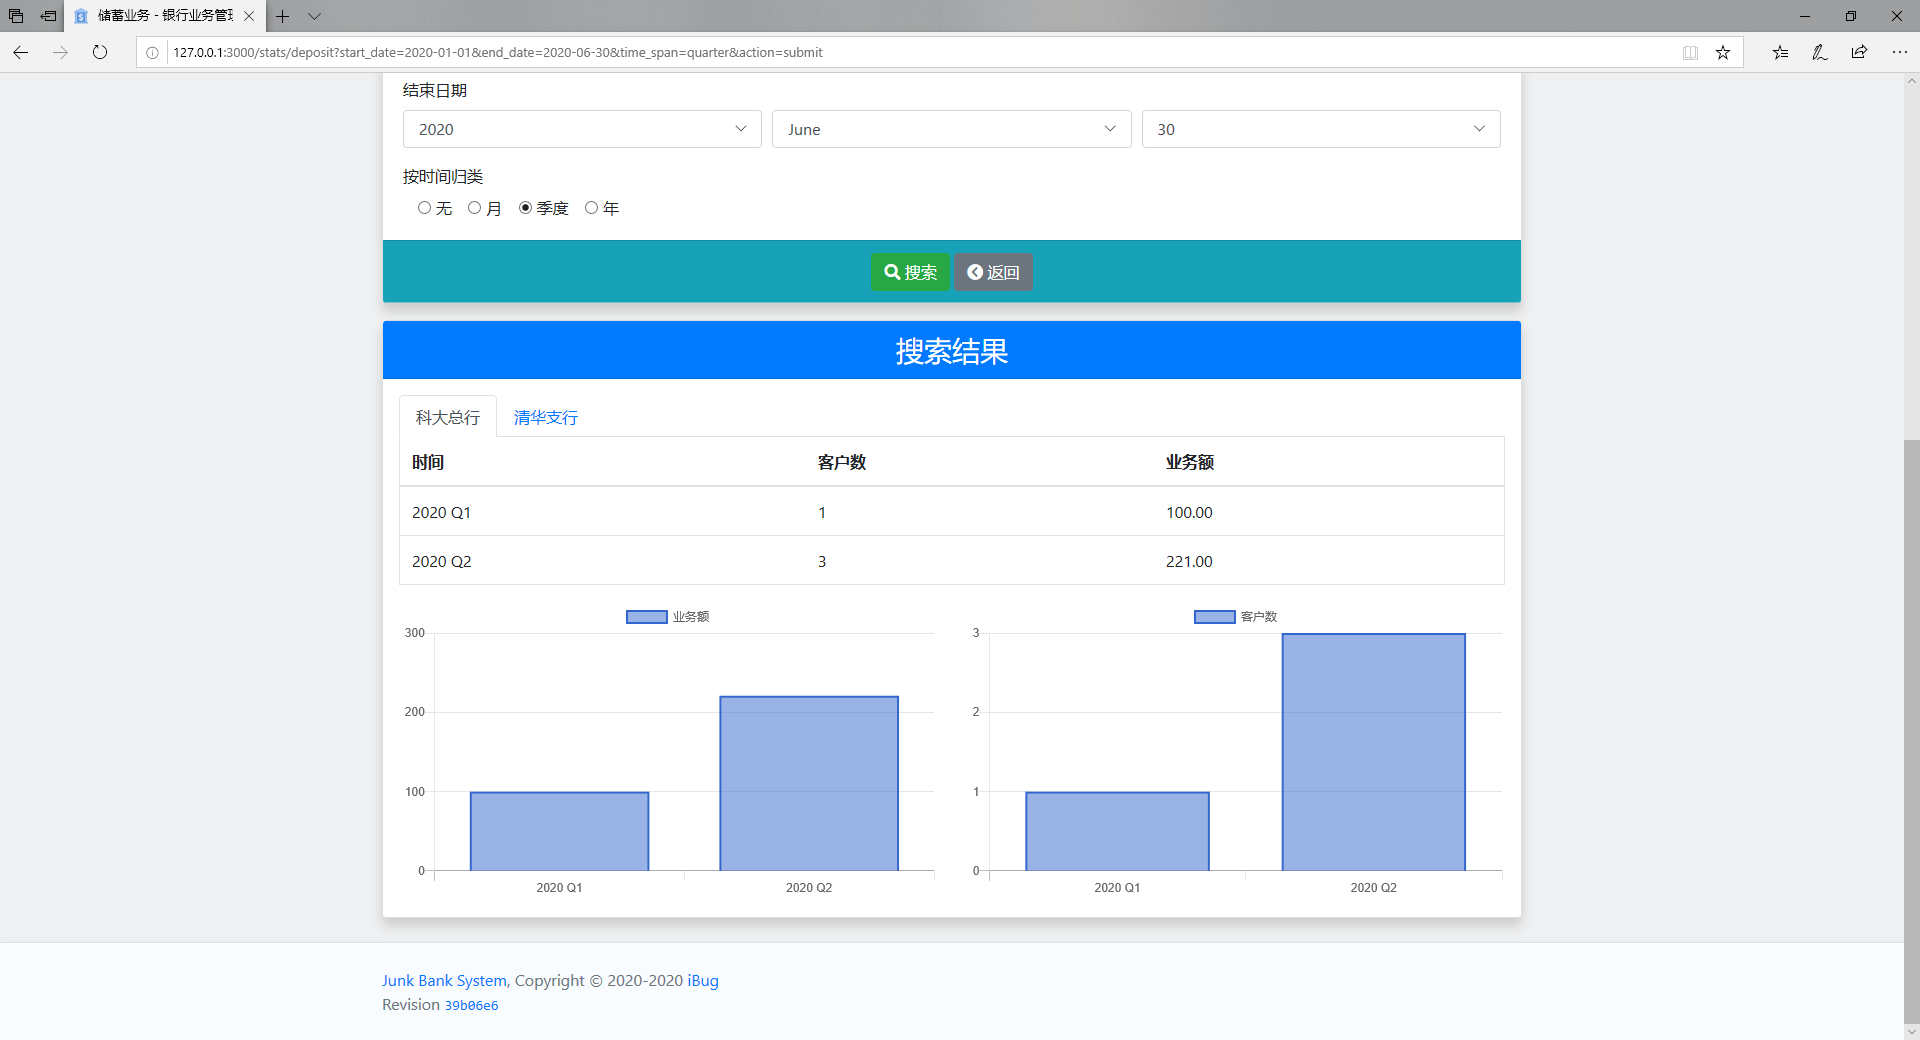 储蓄业务 - 银行业务管理
127.0.0.1:3000/stats/deposit?start_date=2020-01-01&end_date=2020-06-30&time_span=quarter&action=submit
结束日期
2020 June 30
按时间归类
无 月 季度 年
搜索 返回
搜索结果
科大总行 清华支行
时间 客户数 业务额
2020 Q1 1 100.00
2020 Q2 3 221.00
业务额
300
200
100
0
2020 Q1 2020 Q2
客户数
3
2
1
0
2020 Q1 2020 Q2
Junk Bank System, Copyright © 2020-2020 iBug
Revision 39b06e6